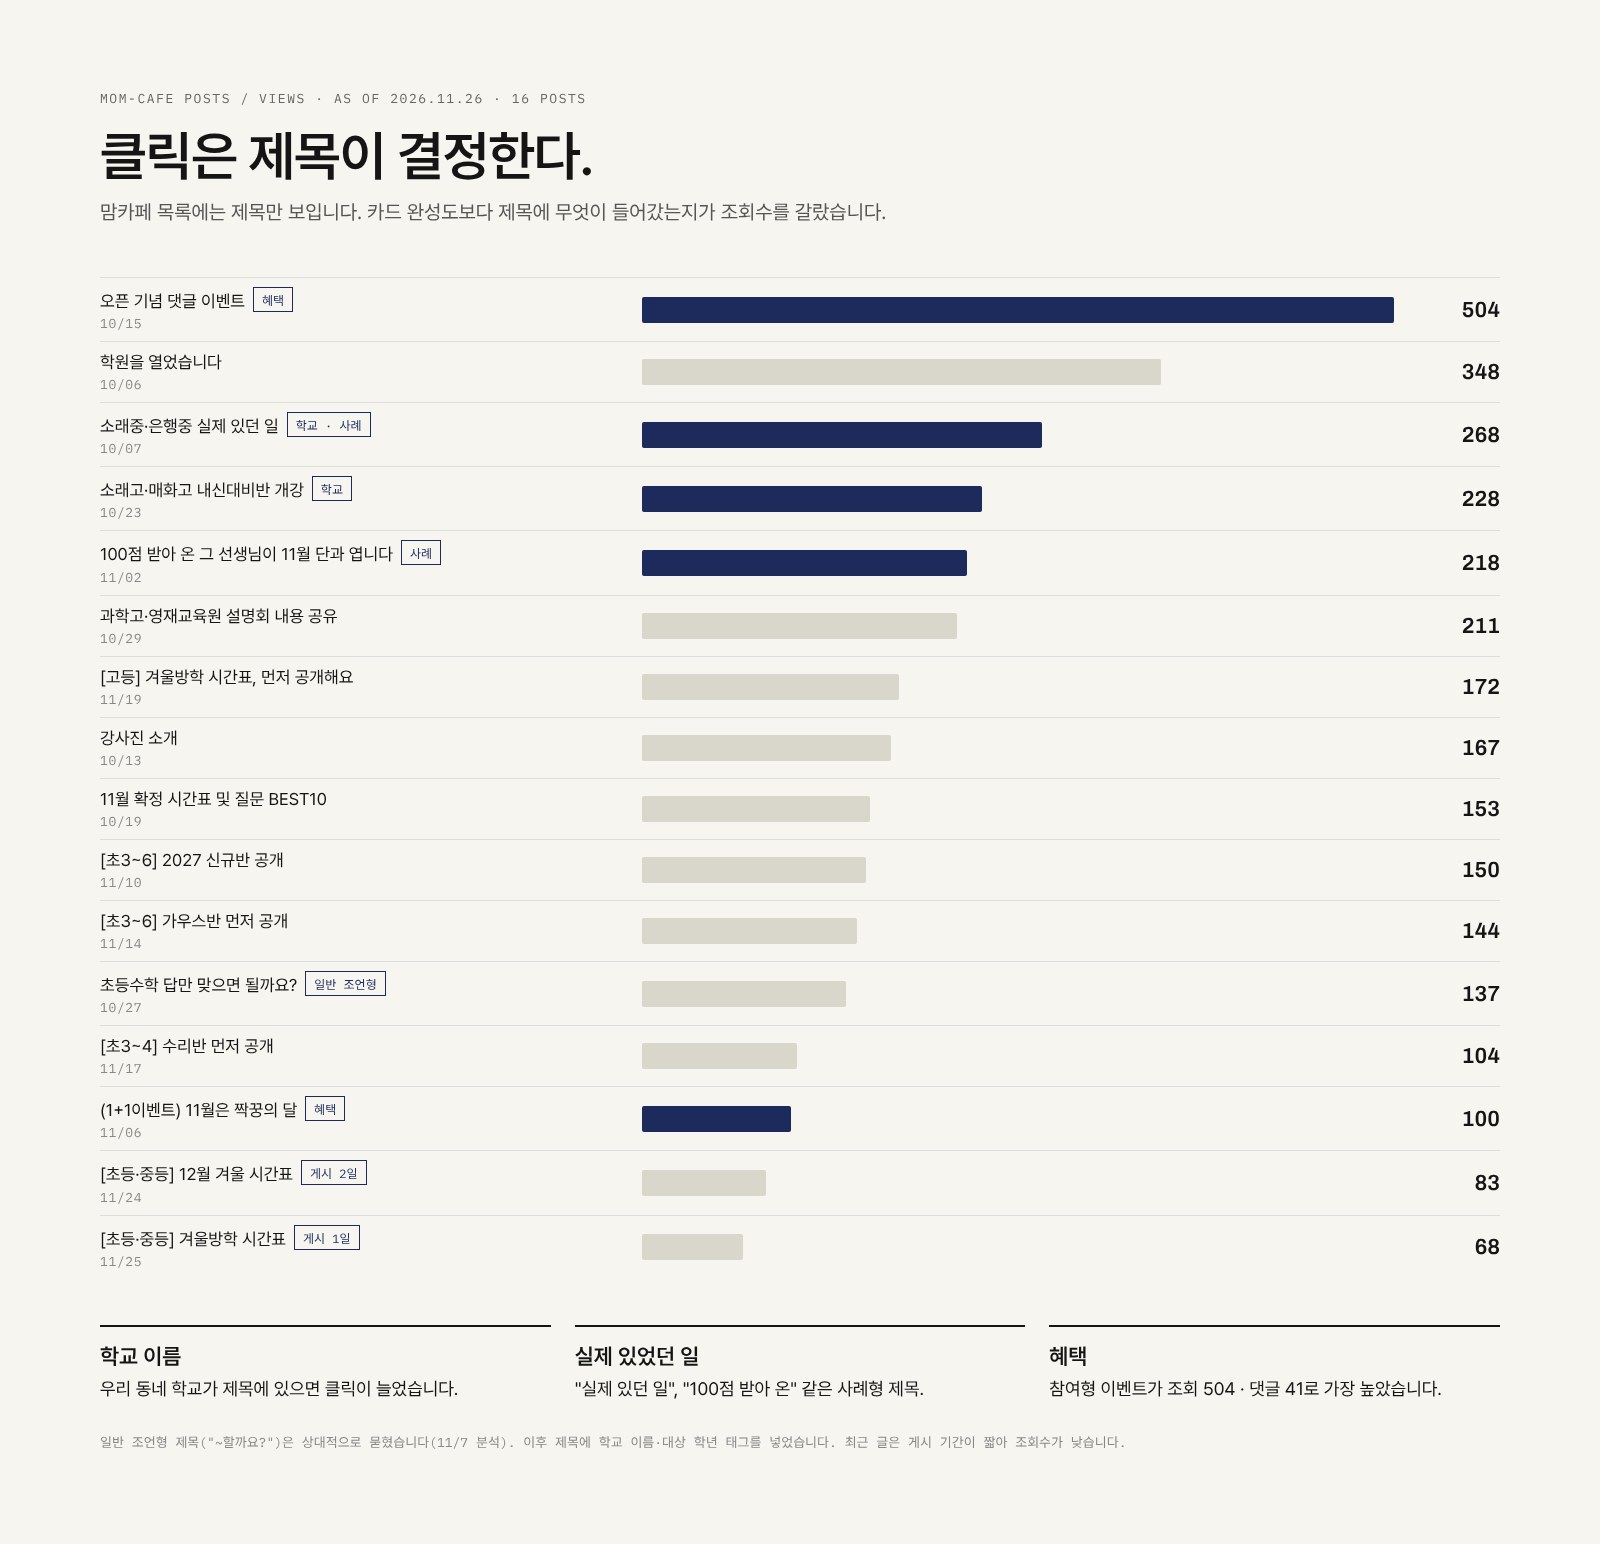 MOM-CAFE POSTS / VIEWS · AS OF 2026.11.26 · 16 POSTS
클릭은 제목이 결정한다.
맘카페 목록에는 제목만 보입니다. 카드 완성도보다 제목에 무엇이 들어갔는지가 조회수를 갈랐습니다.
오픈 기념 댓글 이벤트 혜택
10/15
504
학원을 열었습니다
10/06
348
소래중·은행중 실제 있던 일 학교 · 사례
10/07
268
소래고·매화고 내신대비반 개강 학교
10/23
228
100점 받아 온 그 선생님이 11월 단과 엽니다 사례
11/02
218
과학고·영재교육원 설명회 내용 공유
10/29
211
[고등] 겨울방학 시간표, 먼저 공개해요
11/19
172
강사진 소개
10/13
167
11월 확정 시간표 및 질문 BEST10
10/19
153
[초3~6] 2027 신규반 공개
11/10
150
[초3~6] 가우스반 먼저 공개
11/14
144
초등수학 답만 맞으면 될까요? 일반 조언형
10/27
137
[초3~4] 수리반 먼저 공개
11/17
104
(1+1이벤트) 11월은 짝꿍의 달 혜택
11/06
100
[초등·중등] 12월 겨울 시간표 게시 2일
11/24
83
[초등·중등] 겨울방학 시간표 게시 1일
11/25
68
학교 이름
우리 동네 학교가 제목에 있으면 클릭이 늘었습니다.
실제 있었던 일
"실제 있던 일", "100점 받아 온" 같은 사례형 제목.
혜택
참여형 이벤트가 조회 504 · 댓글 41로 가장 높았습니다.
일반 조언형 제목("~할까요?")은 상대적으로 묻혔습니다(11/7 분석). 이후 제목에 학교 이름·대상 학년 태그를 넣었습니다. 최근 글은 게시 기간이 짧아 조회수가 낮습니다.